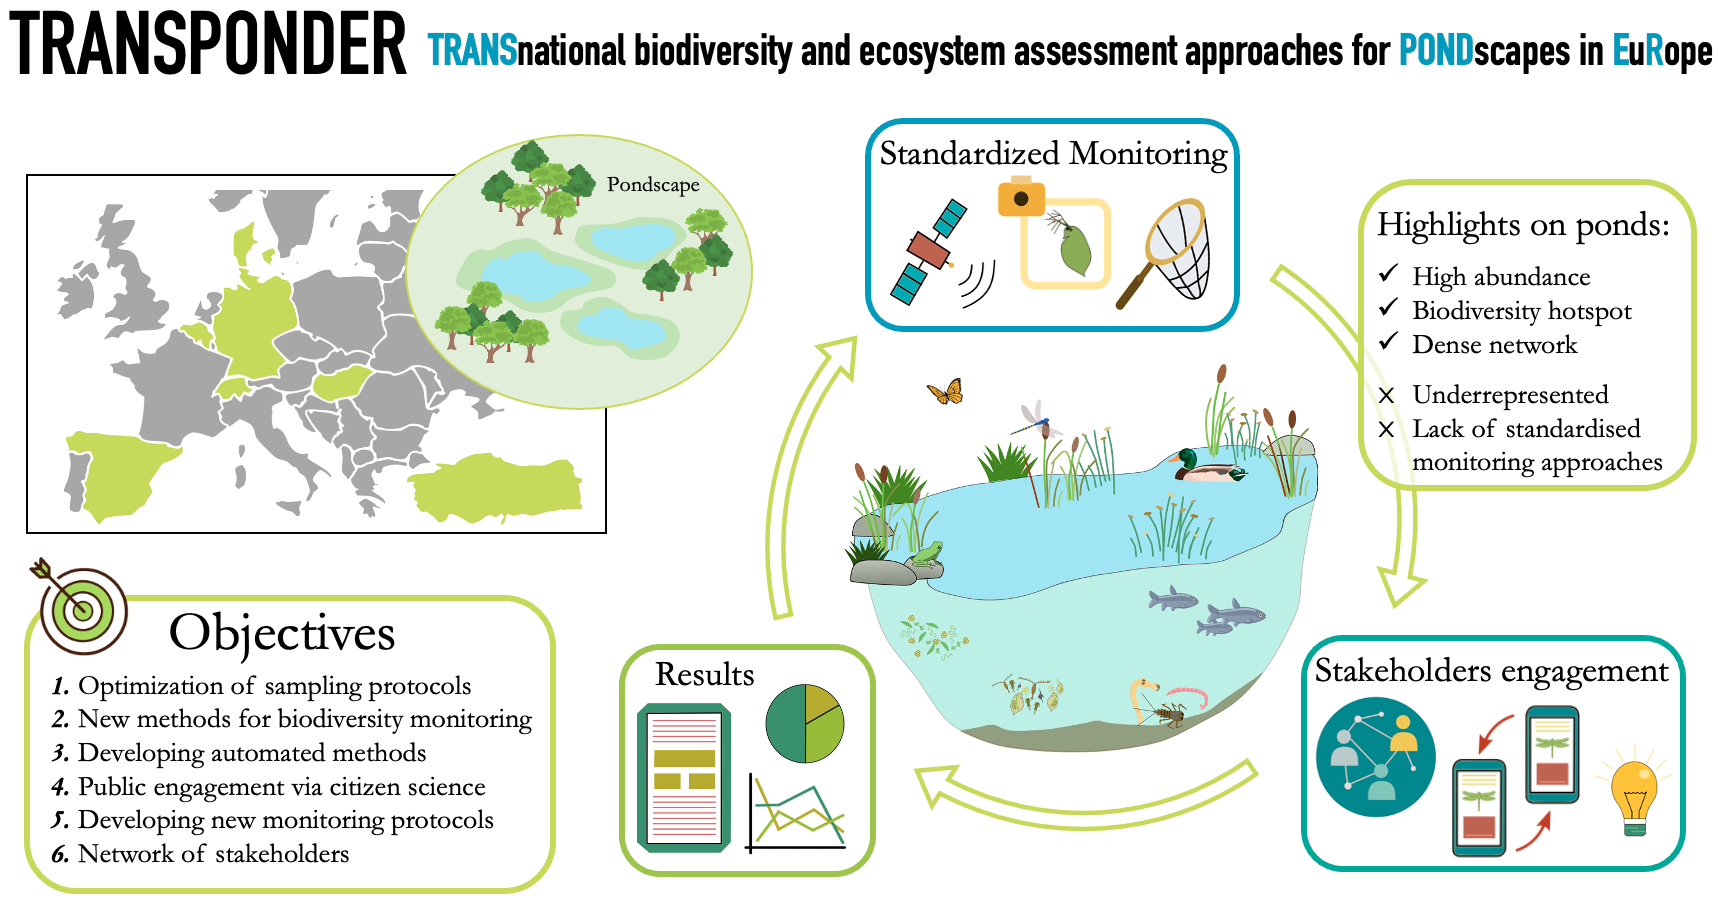 TRANSPONDER
TRANSnational biodiversity and ecosystem assessment approaches for PONDscapes in EuRope
Pondscape
Standardized Monitoring
Highlights on ponds:
✓ High abundance
✓ Biodiversity hotspot
✓ Dense network
x Underrepresented
x Lack of standardised
monitoring approaches
Objectives
1. Optimization of sampling protocols
2. New methods for biodiversity monitoring
3. Developing automated methods
4. Public engagement via citizen science
5. Developing new monitoring protocols
6. Network of stakeholders
Results
Stakeholders engagement